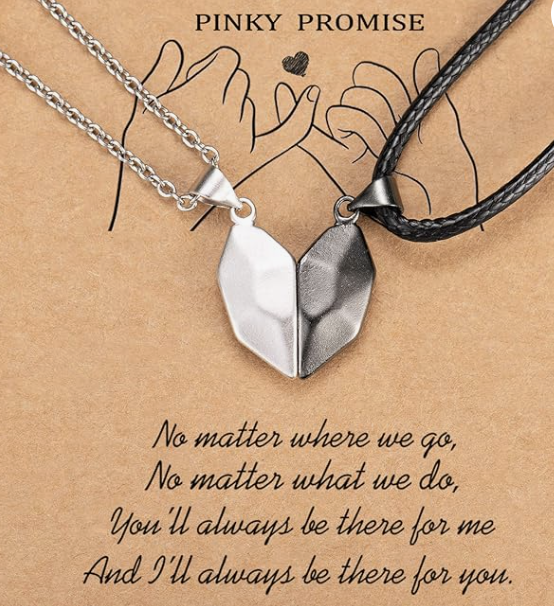 PINKY PROMISE
No matter where we go,
No matter what we do,
You'll always be there for me
And I'll always be there for you.